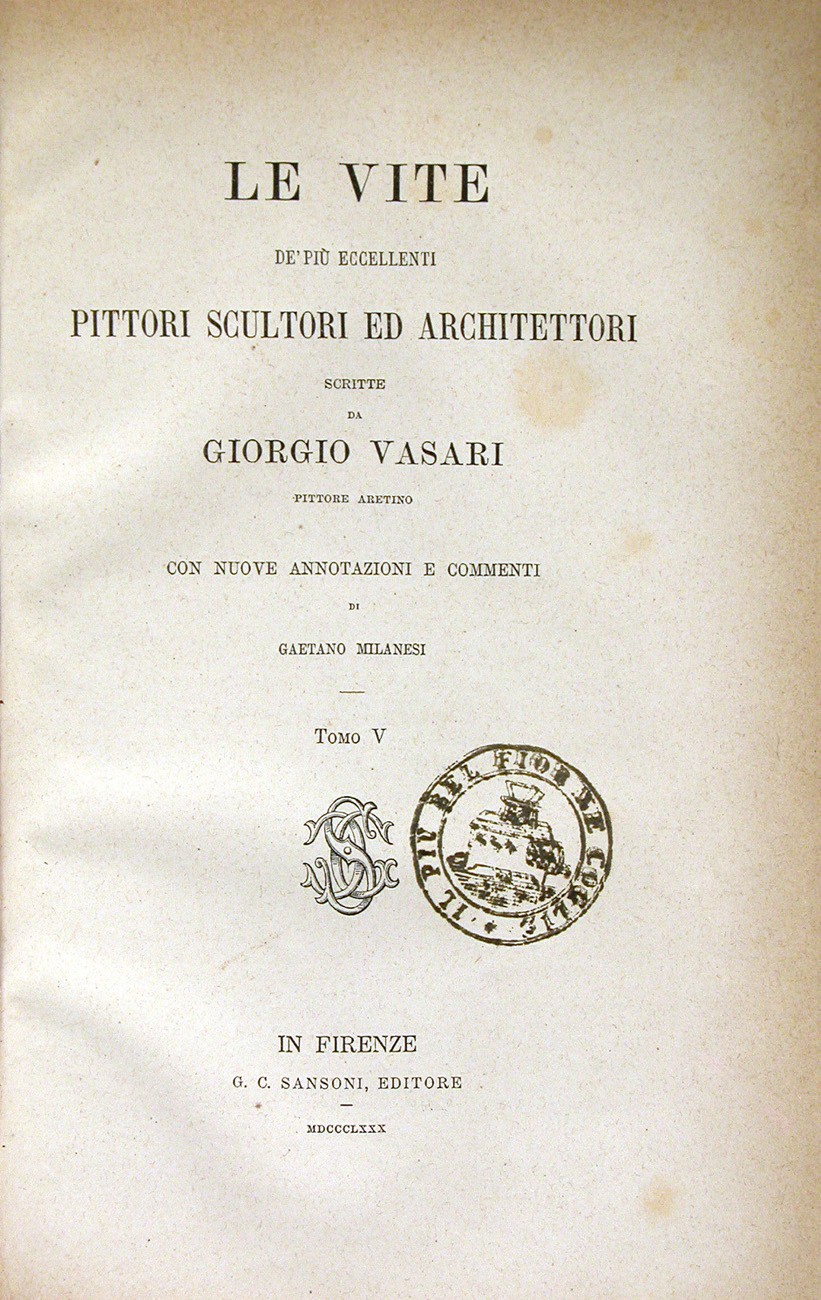 LE VITE
DE' PIÙ ECCELLENTI
PITTORI SCULTORI ED ARCHITETTORI
SCRITTE
DA
GIORGIO VASARI
PITTORE ARETINO
CON NUOVE ANNOTAZIONI E COMMENTI
DI
GAETANO MILANESI
TOMO V
IL PIÙ BEL FIOR NE COGLIE
IN FIRENZE
G. C. SANSONI, EDITORE
MDCCCLXXX